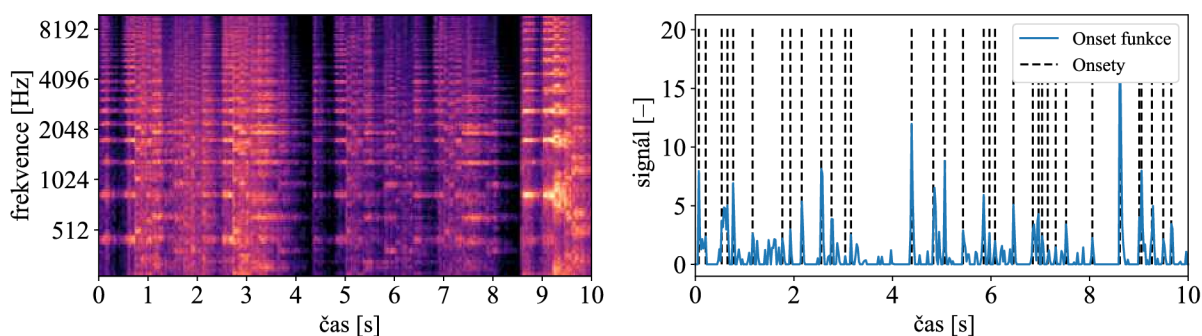 8192
4096
2048
1024
512
frekvence [Hz]
0 1 2 3 4 5 6 7 8 9 10
čas [s]
20
15
10
5
0
signál [−]
Onset funkce
Onsety
0 2 4 6 8 10
čas [s]